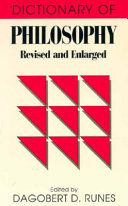 DICTIONARY OF
PHILOSOPHY
Revised and Enlarged
Edited by
DAGOBERT D. RUNES